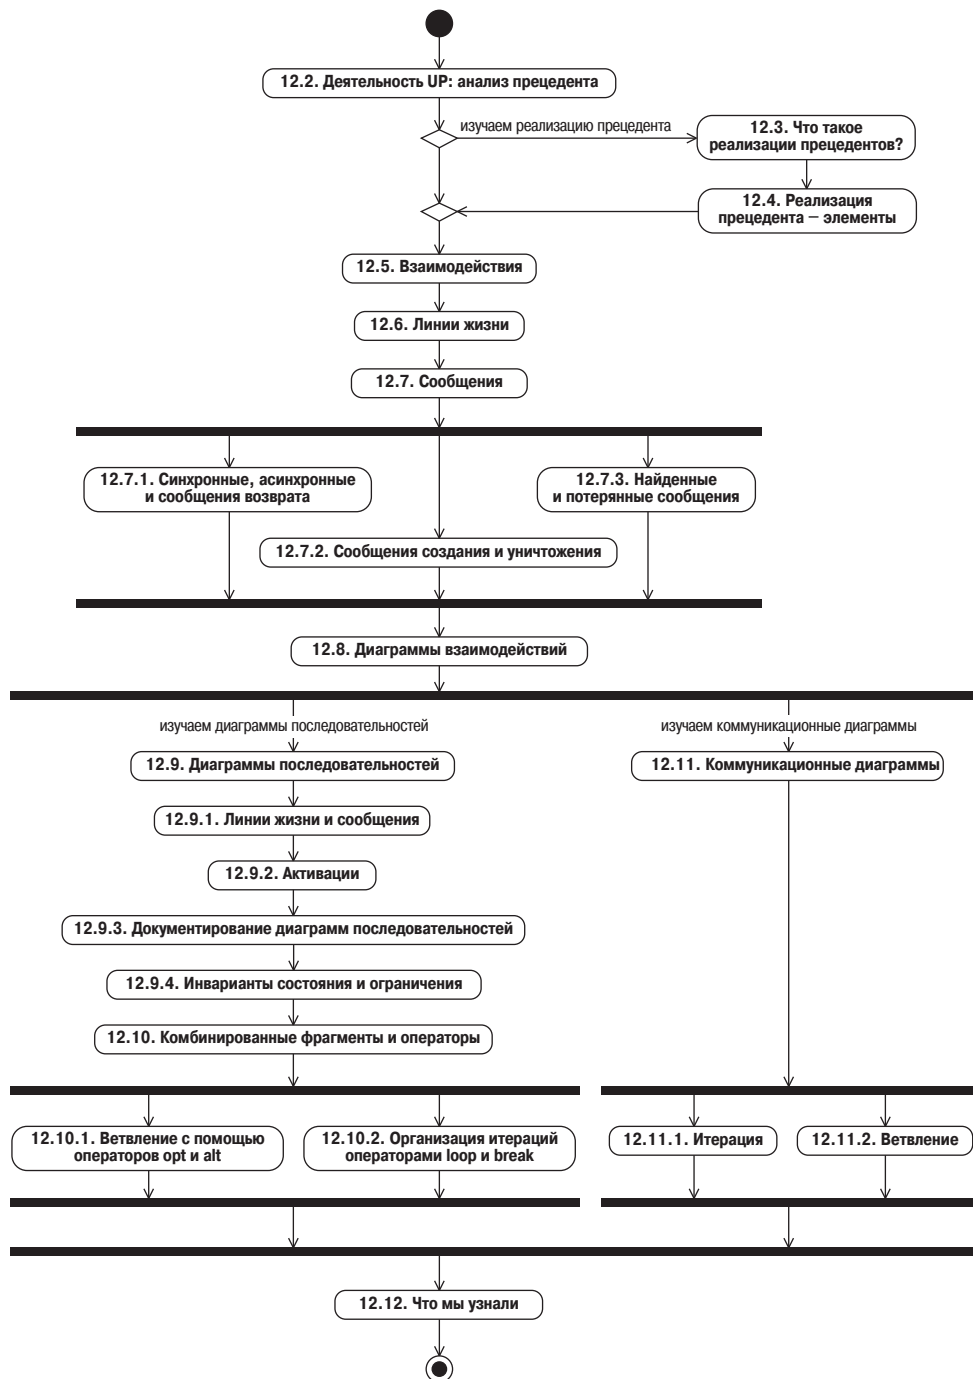 12.2. Деятельность UP: анализ прецедента
изучаем реализацию прецедента
12.3. Что такое
реализации прецедентов?
12.4. Реализация
прецедента – элементы
12.5. Взаимодействия
12.6. Линии жизни
12.7. Сообщения
12.7.1. Синхронные, асинхронные
и сообщения возврата
12.7.3. Найденные
и потерянные сообщения
12.7.2. Сообщения создания и уничтожения
12.8. Диаграммы взаимодействий
изучаем диаграммы последовательностей
изучаем коммуникационные диаграммы
12.9. Диаграммы последовательностей
12.11. Коммуникационные диаграммы
12.9.1. Линии жизни и сообщения
12.9.2. Активации
12.9.3. Документирование диаграмм последовательностей
12.9.4. Инварианты состояния и ограничения
12.10. Комбинированные фрагменты и операторы
12.10.1. Ветвление с помощью
операторов opt и alt
12.10.2. Организация итераций
операторами loop и break
12.11.1. Итерация
12.11.2. Ветвление
12.12. Что мы узнали